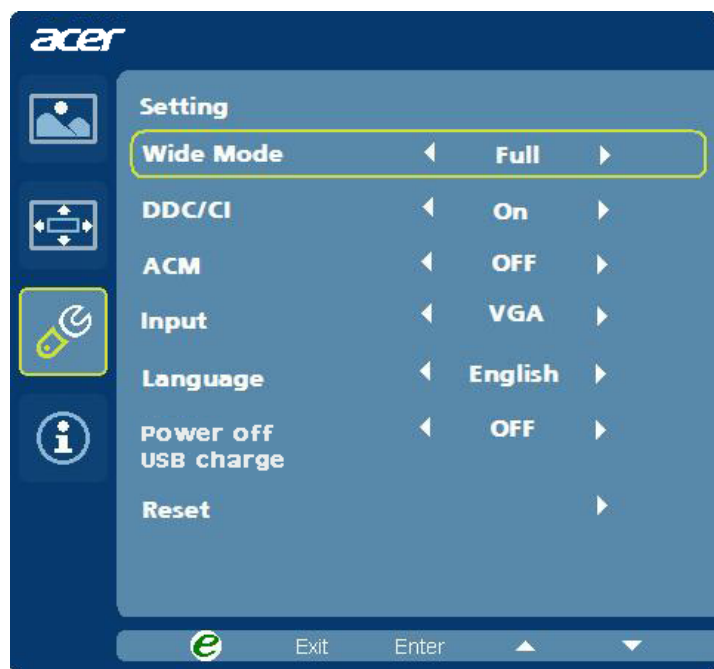 acer
Setting
Wide Mode Full
DDC/CI On
ACM OFF
Input VGA
Language English
Power off OFF
USB charge
Reset
e Exit Enter